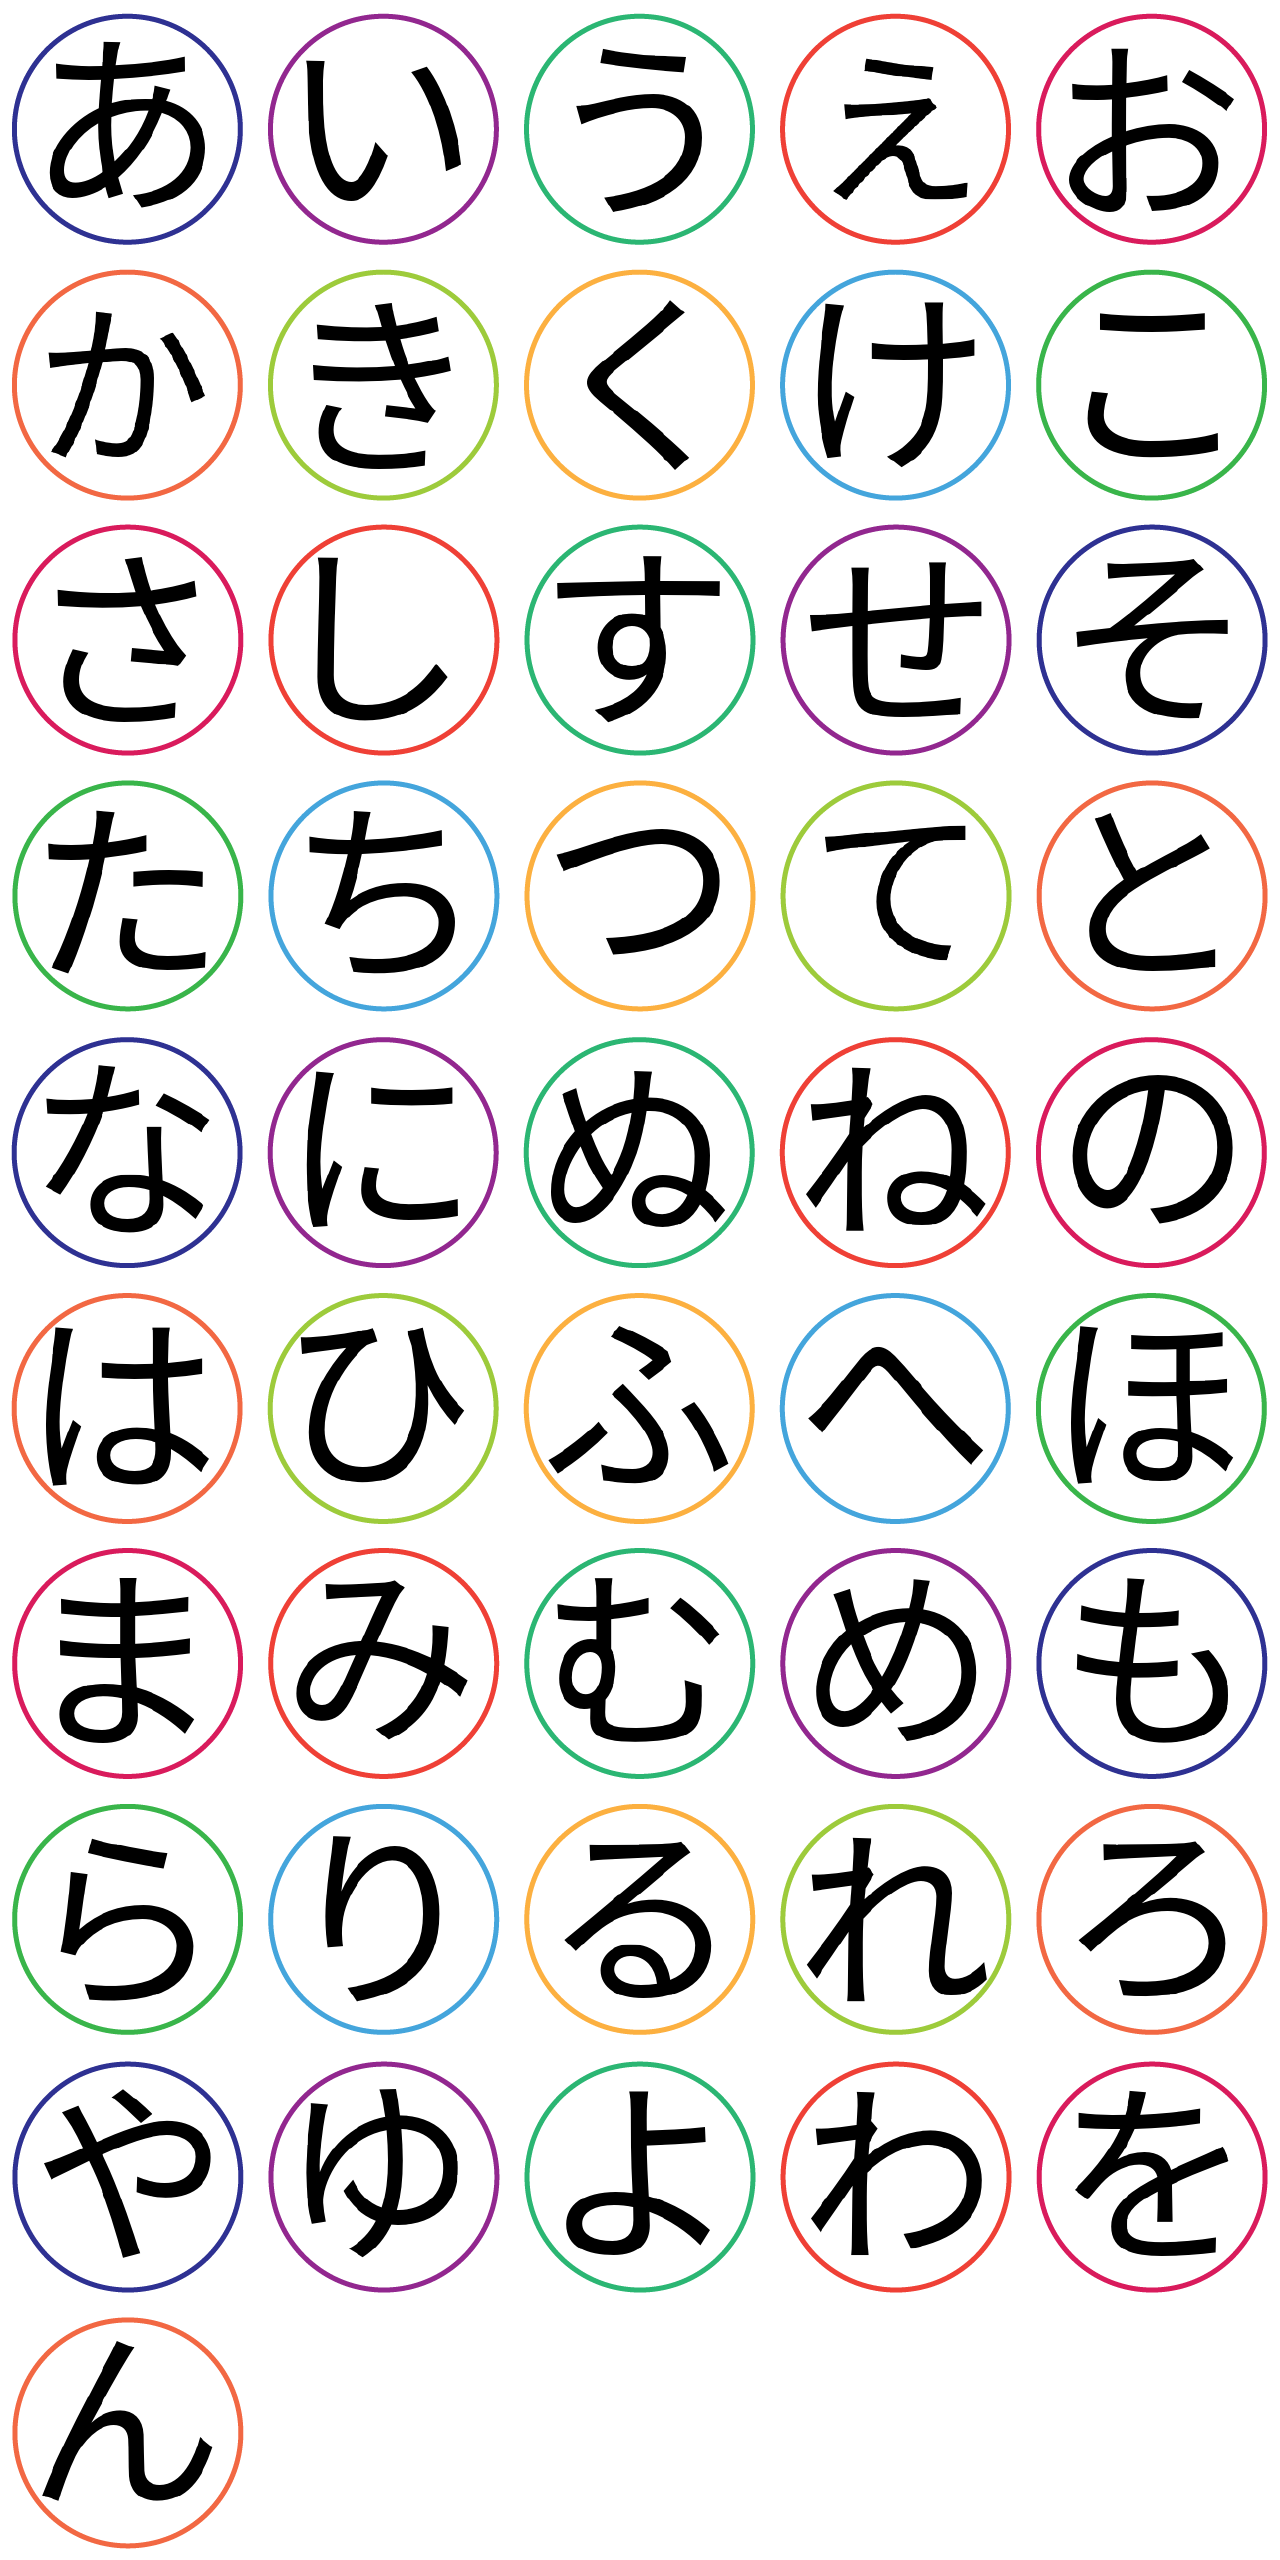 あいうえお
かきくけこ
さしすせそ
たちつてと
なにぬねの
はひふへほ
まみむめも
らりるれろ
やゆよわを
ん